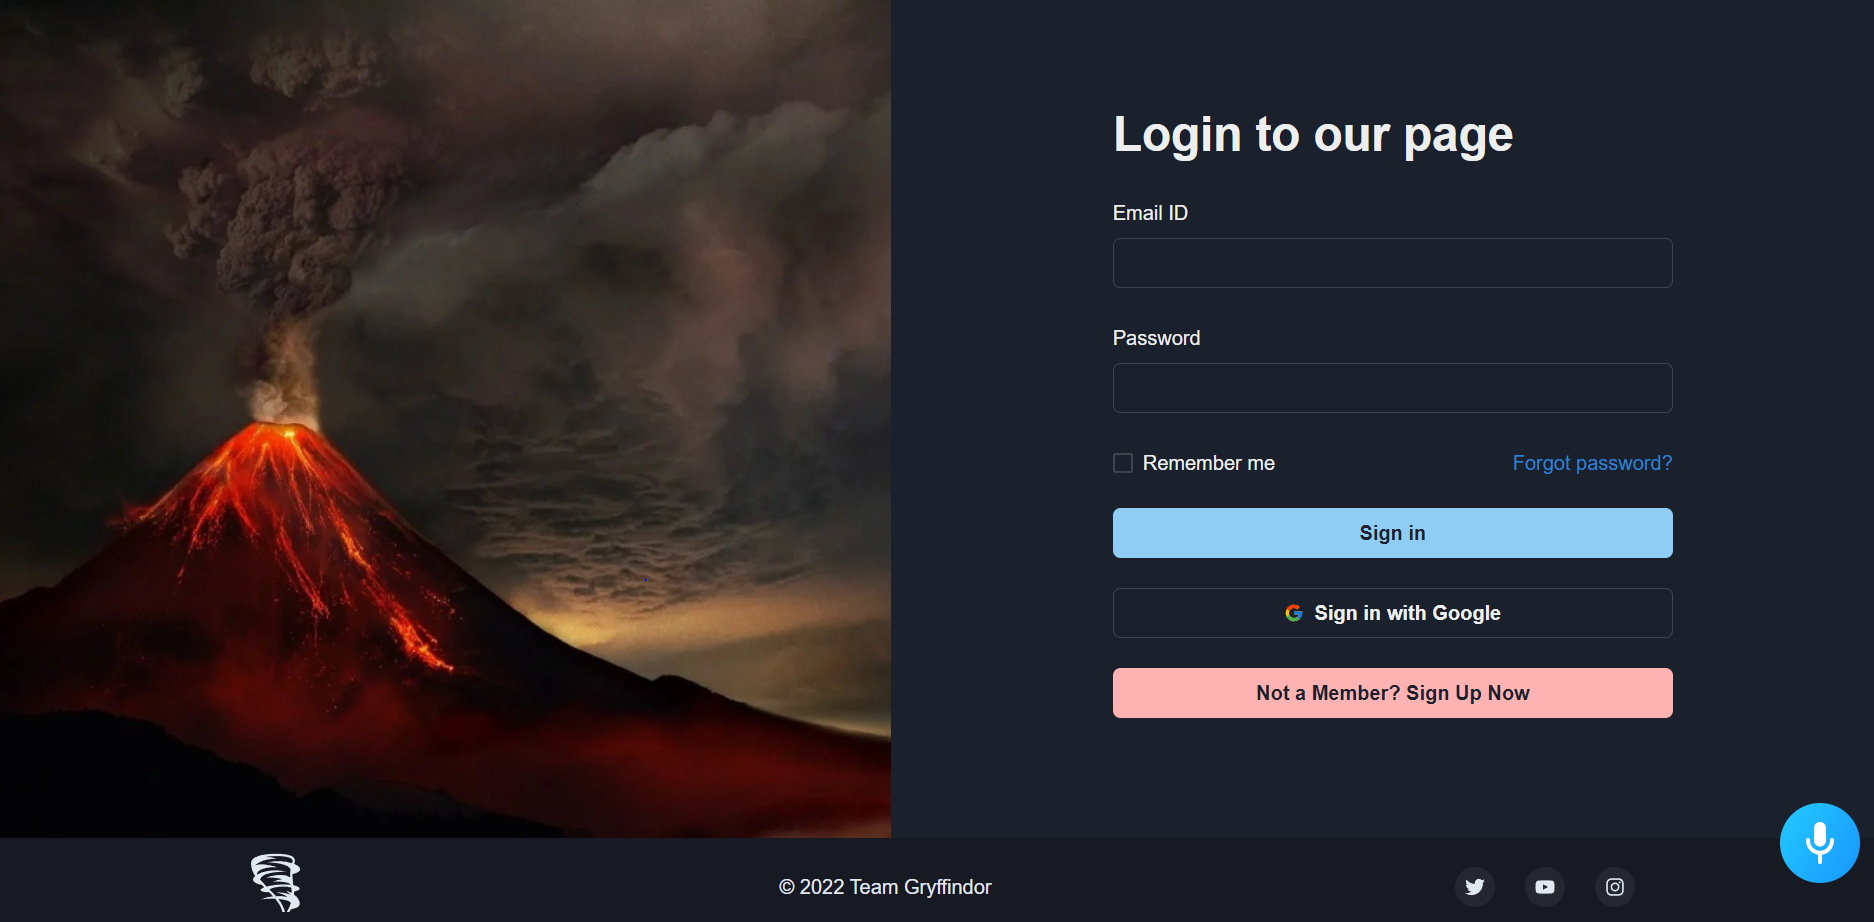 Login to our page
Email ID
Password
Remember me
Forgot password?
Sign in
Sign in with Google
Not a Member? Sign Up Now
© 2022 Team Gryffindor